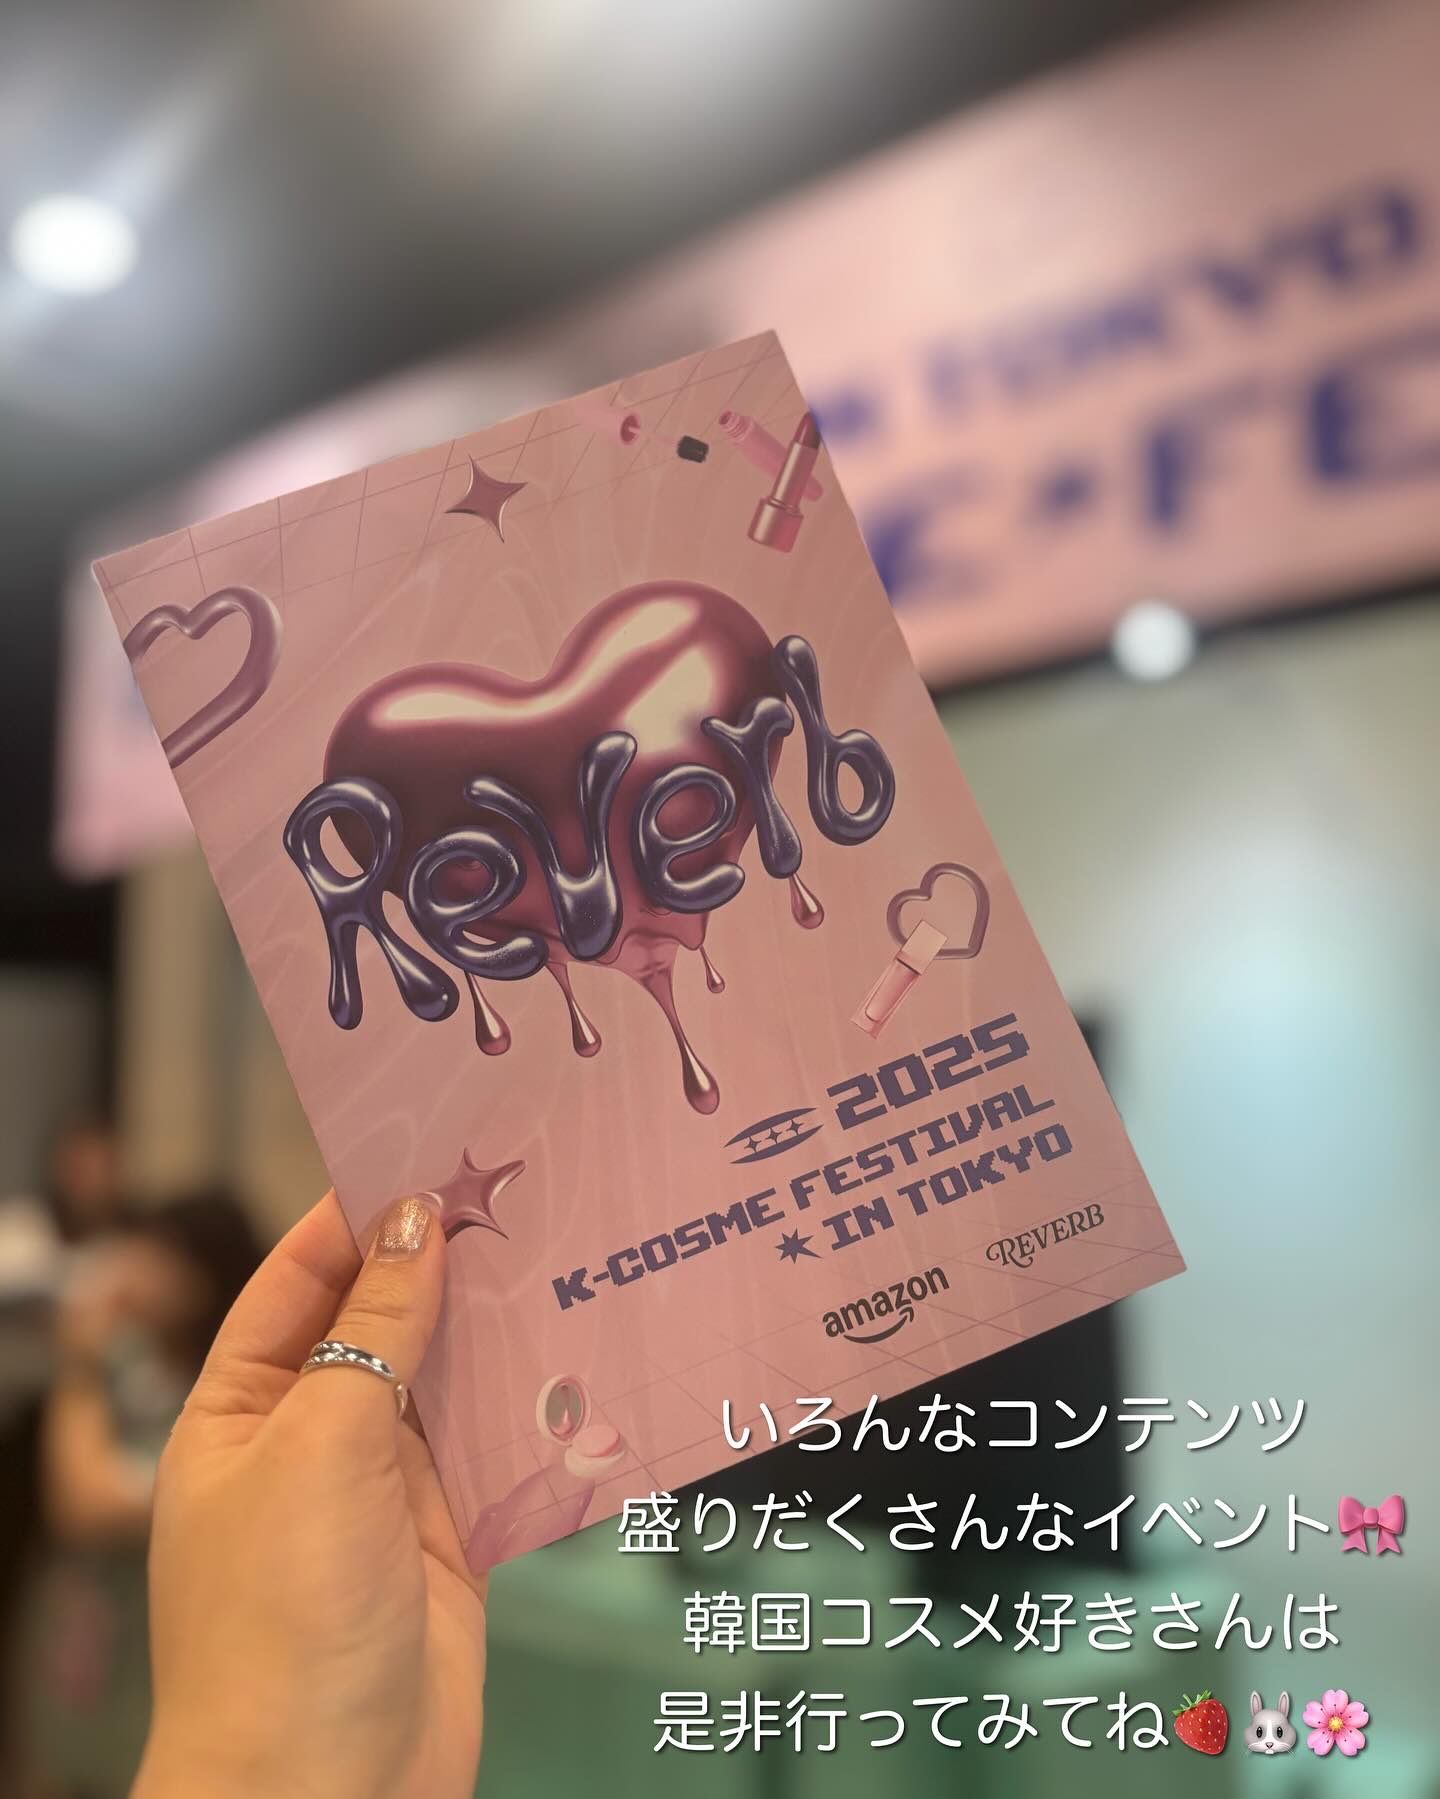 TOKYO
Reverb
2025
K-COSME FESTIVAL
IN TOKYO
amazon
REVERB
いろんなコンテンツ
盛りだくさんなイベント🎀
韓国コスメ好きさんは
是非行ってみてね🍓🐰🌸